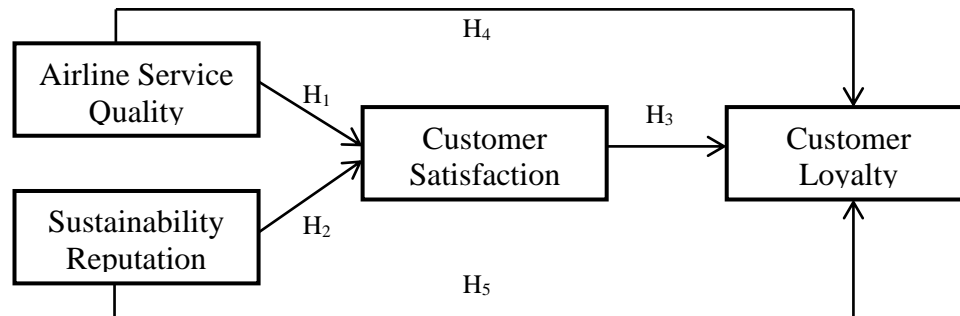 H₄
Airline Service
Quality
H₁
Customer
Satisfaction
H₃
Customer
Loyalty
Sustainability
Reputation
H₂
H₅